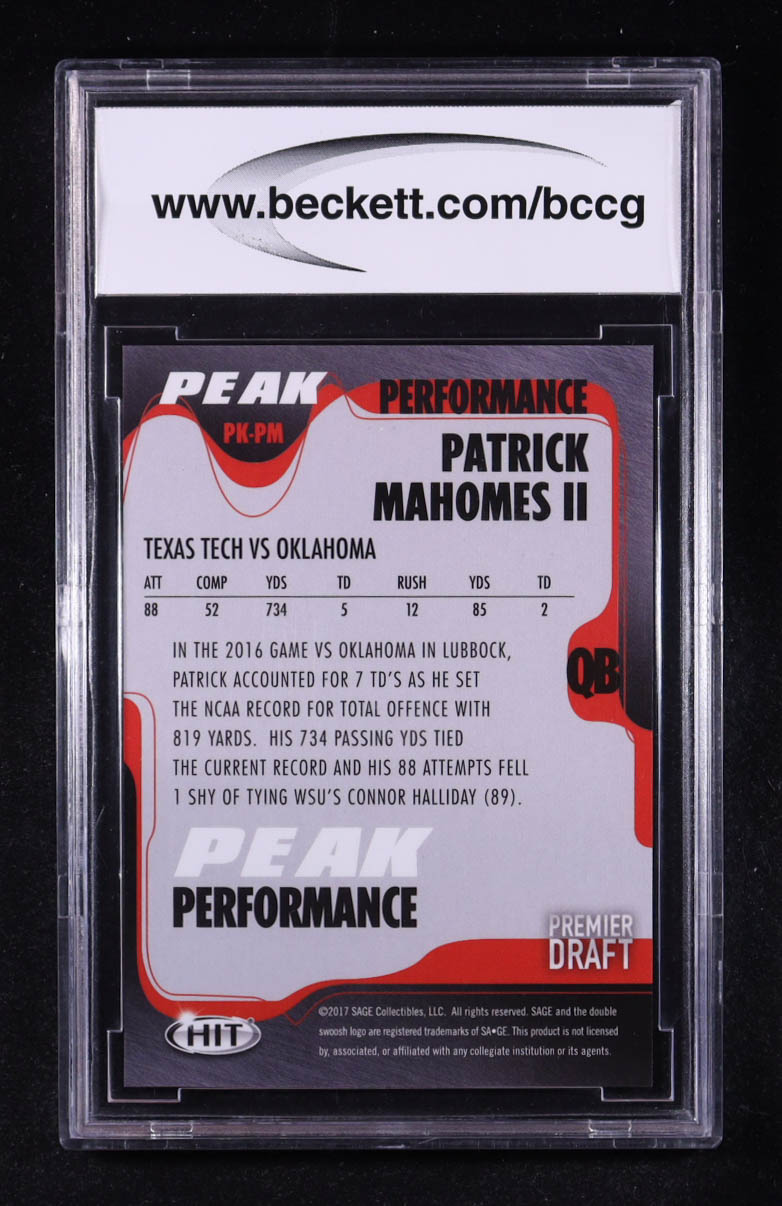 www.beckett.com/bccg
PEAK PERFORMANCE
PK-PM
PATRICK
MAHOMES II
TEXAS TECH VS OKLAHOMA
ATT COMP YDS TD RUSH YDS TD
88 52 734 5 12 85 2
QB
IN THE 2016 GAME VS OKLAHOMA IN LUBBOCK,
PATRICK ACCOUNTED FOR 7 TD'S AS HE SET
THE NCAA RECORD FOR TOTAL OFFENCE WITH
819 YARDS. HIS 734 PASSING YDS TIED
THE CURRENT RECORD AND HIS 88 ATTEMPTS FELL
1 SHY OF TYING WSU'S CONNOR HALLIDAY (89).
PEAK
PERFORMANCE
PREMIER
DRAFT
HIT
©2017 SAGE Collectibles, LLC. All rights reserved. SAGE and the double
swoosh logo are registered trademarks of SA•GE. This product is not licensed
by, associated, or affiliated with any collegiate institution or its agents.